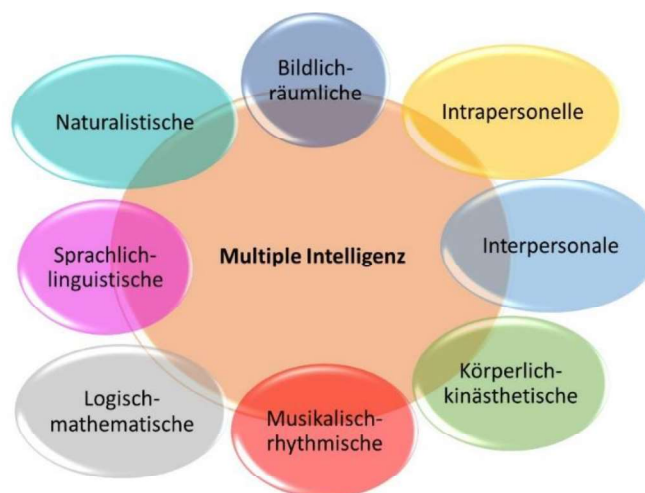 Bildlich-
räumliche
Intrapersonelle
Naturalistische
Interpersonale
Multiple Intelligenz
Sprachlich-
linguistische
Körperlich-
kinästhetische
Logisch-
mathematische
Musikalisch-
rhythmische